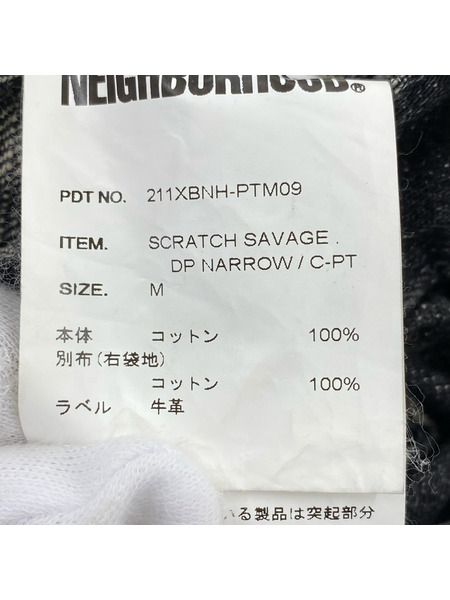 NEIGHBORHOOD®
PDT NO. 211XBNH-PTM09
ITEM. SCRATCH SAVAGE .
DP NARROW / C-PT
SIZE. M
本体 コットン 100%
別布(右袋地)
コットン 100%
ラベル 牛革
いる製品は突起部分